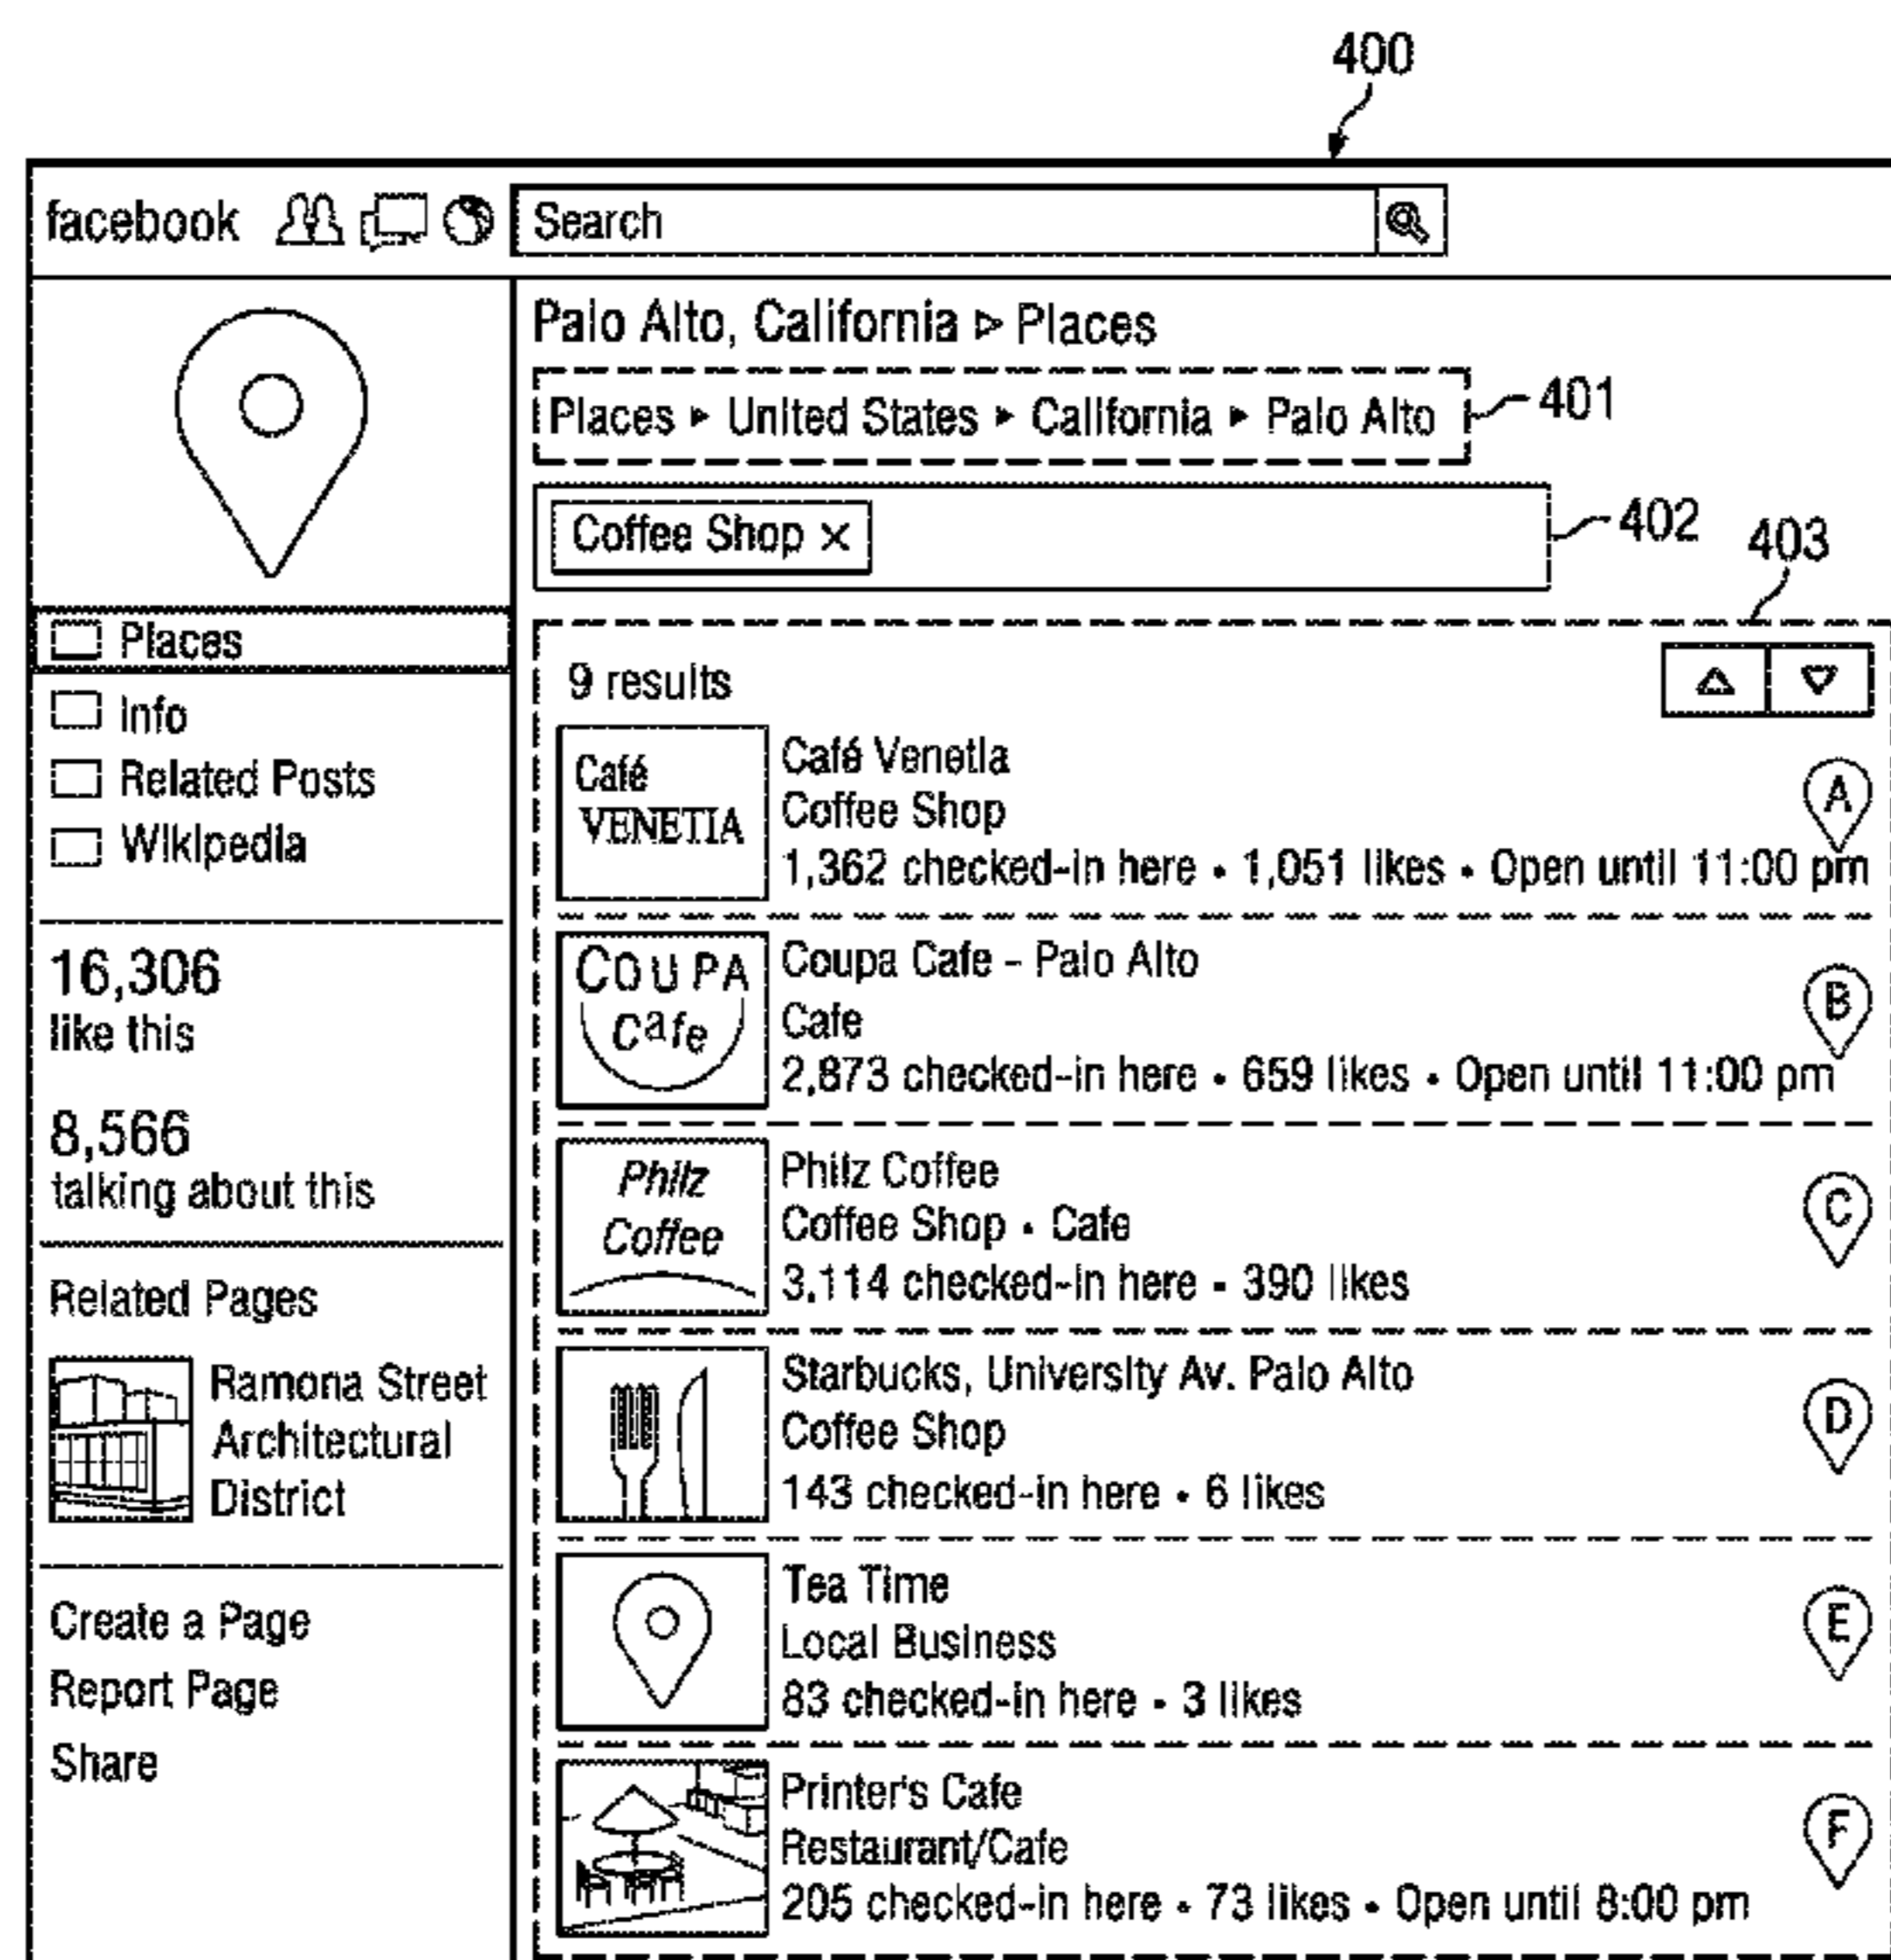 400
facebook
Search
Palo Alto, California ▹ Places
Places ▸ United States ▸ California ▸ Palo Alto
401
Coffee Shop ×
402
403
Places
Info
Related Posts
Wikipedia
16,306
like this
8,566
talking about this
Related Pages
Ramona Street
Architectural
District
Create a Page
Report Page
Share
9 results
Café
VENETIA
Café Venetia
Coffee Shop
1,362 checked-in here • 1,051 likes • Open until 11:00 pm
A
COUPA
Cafe
Coupa Cafe - Palo Alto
Cafe
2,873 checked-in here • 659 likes • Open until 11:00 pm
B
Philz
Coffee
Philz Coffee
Coffee Shop • Cafe
3,114 checked-in here • 390 likes
C
Starbucks, University Av. Palo Alto
Coffee Shop
143 checked-in here • 6 likes
D
Tea Time
Local Business
83 checked-in here • 3 likes
E
Printer's Cafe
Restaurant/Cafe
205 checked-in here • 73 likes • Open until 8:00 pm
F